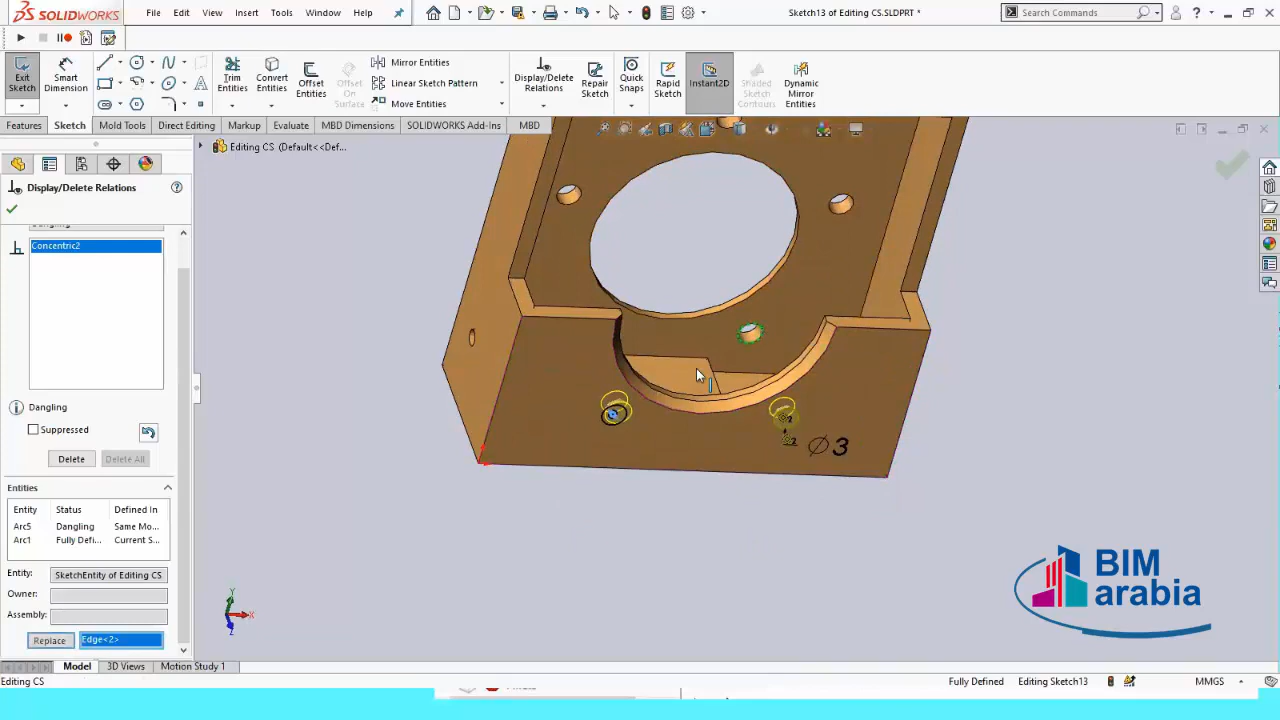 SOLIDWORKS File Edit View Insert Tools Window Help Sketch13 of Editing CS.SLDPRT * Search Commands
Exit Sketch Smart Dimension Trim Entities Convert Entities Offset Entities Offset On Surface Mirror Entities Linear Sketch Pattern Move Entities Display/Delete Relations Repair Sketch Quick Snaps Rapid Sketch Instant2D Shaded Sketch Contours Dynamic Mirror Entities
Features Sketch Mold Tools Direct Editing Markup Evaluate MBD Dimensions SOLIDWORKS Add-Ins MBD
Editing CS (Default<<Def...
Display/Delete Relations
Dangling
Concentric2
Dangling
Suppressed
Delete Delete All
Entities
Entity Status Defined In
Arc5 Dangling Same Mo...
Arc1 Fully Defi... Current S...
Entity: SketchEntity of Editing CS
Owner:
Assembly:
Replace Edge<2>
∅3
Y
X
Z
BIM
arabia
Model 3D Views Motion Study 1
Editing CS Fully Defined Editing Sketch13 MMGS